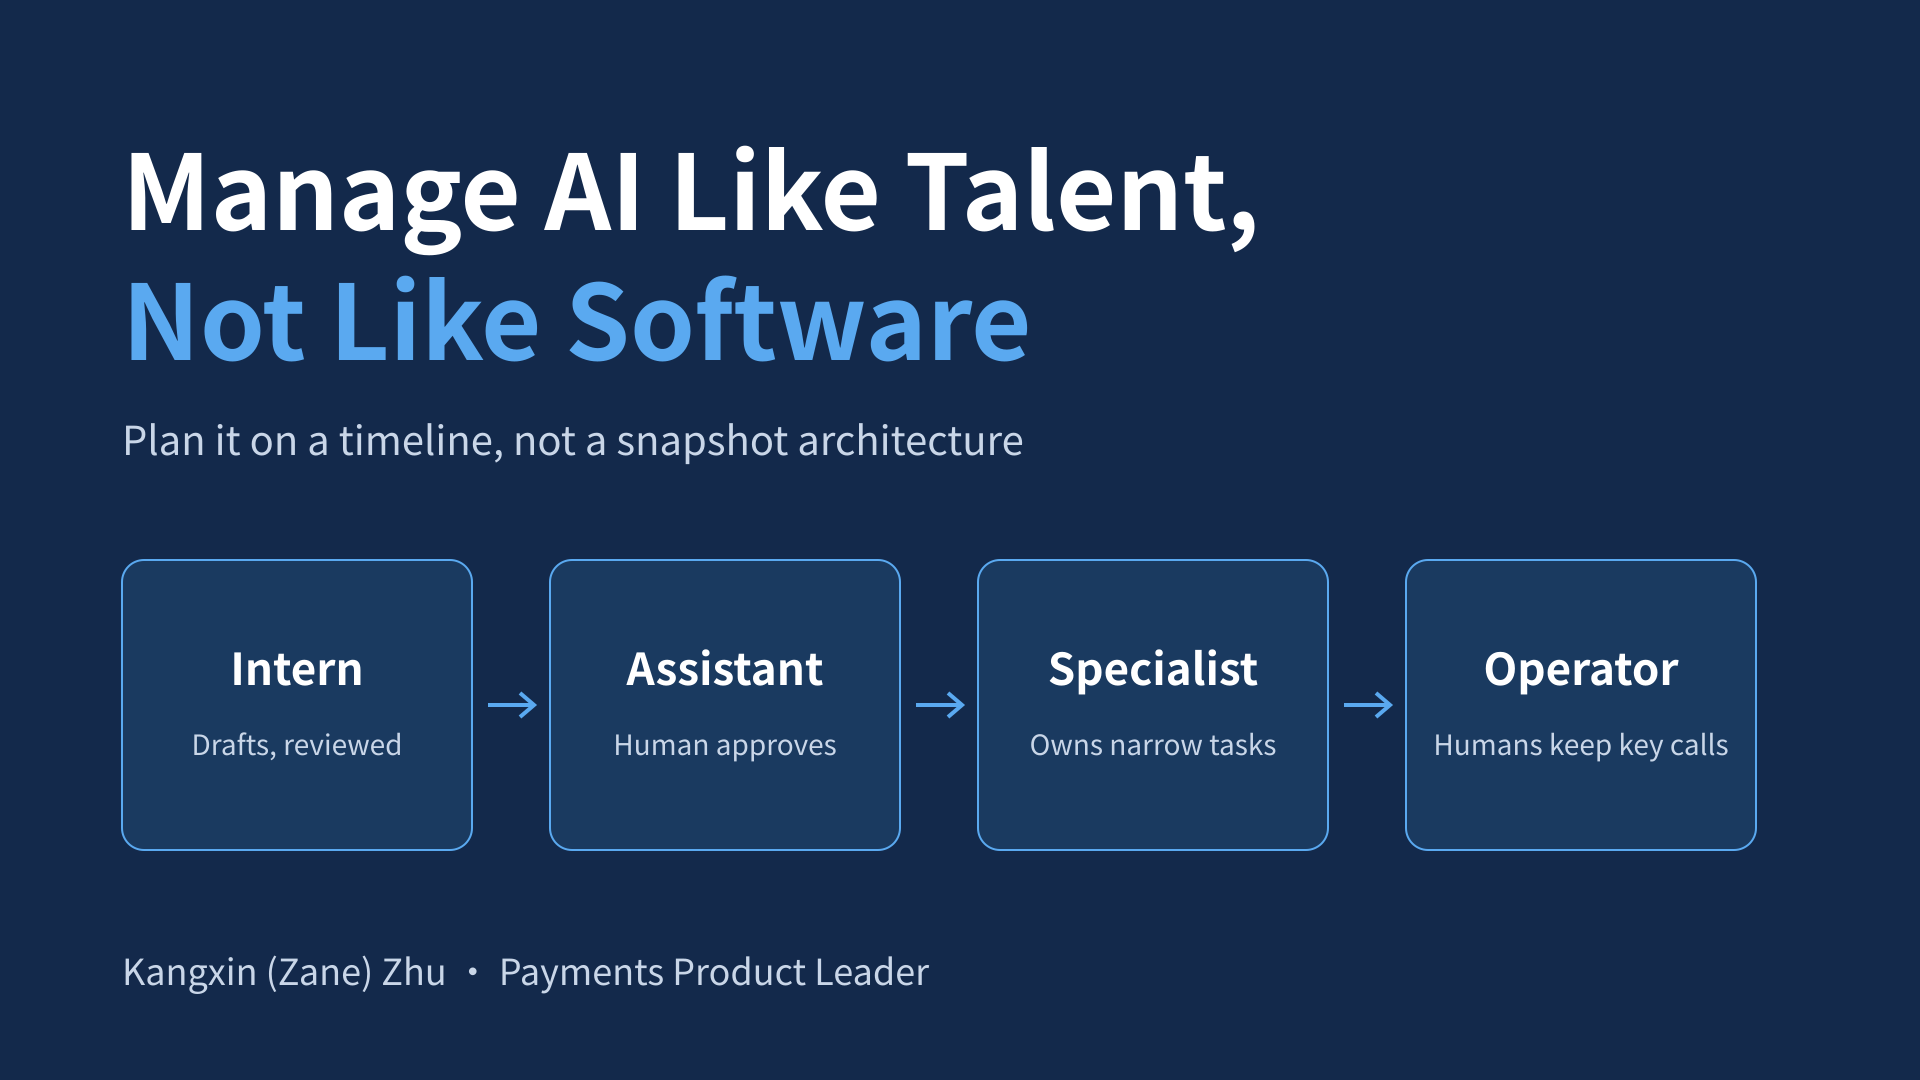 Manage AI Like Talent,
Not Like Software
Plan it on a timeline, not a snapshot architecture
Intern
Drafts, reviewed
Assistant
Human approves
Specialist
Owns narrow tasks
Operator
Humans keep key calls
Kangxin (Zane) Zhu • Payments Product Leader